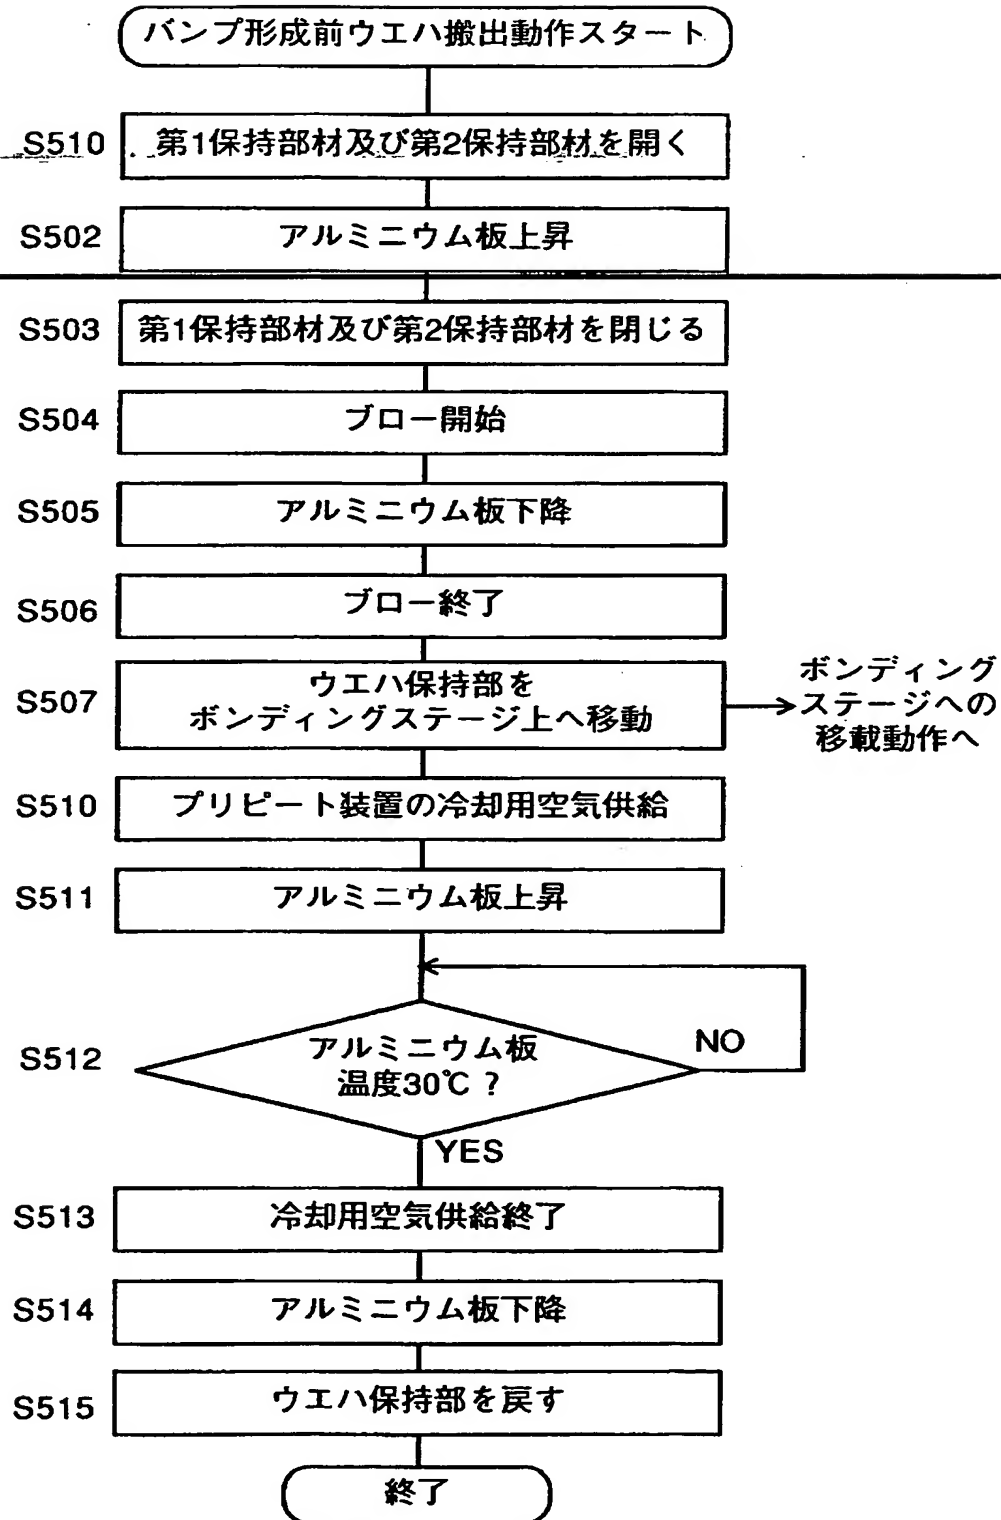 バンプ形成前ウエハ搬出動作スタート
S510 第1保持部材及び第2保持部材を開く
S502 アルミニウム板上昇
S503 第1保持部材及び第2保持部材を閉じる
S504 ブロー開始
S505 アルミニウム板下降
S506 ブロー終了
S507 ウエハ保持部を
ボンディングステージ上へ移動
ボンディング
ステージへの
移載動作へ
S510 プリピート装置の冷却用空気供給
S511 アルミニウム板上昇
S512 アルミニウム板
温度30℃?
NO
YES
S513 冷却用空気供給終了
S514 アルミニウム板下降
S515 ウエハ保持部を戻す
終了